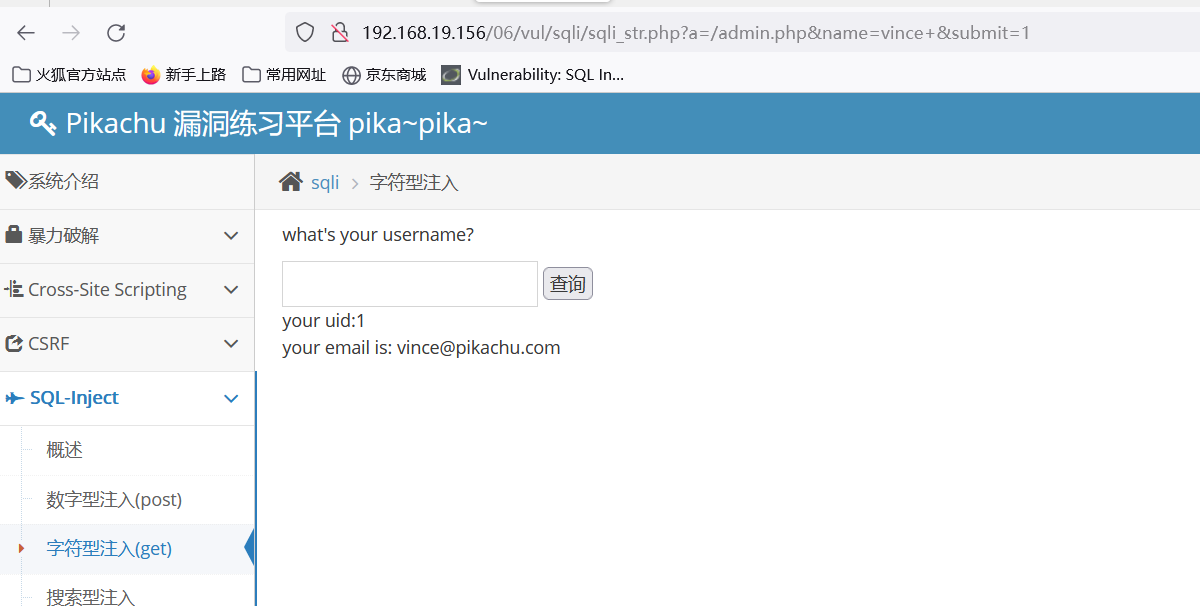 192.168.19.156/06/vul/sqli/sqli_str.php?a=/admin.php&name=vince+&submit=1
火狐官方站点 新手上路 常用网址 京东商城 Vulnerability: SQL In...
Pikachu 漏洞练习平台 pika~pika~
系统介绍
sqli > 字符型注入
暴力破解
what's your username?
查询
Cross-Site Scripting
your uid:1
your email is: vince@pikachu.com
CSRF
SQL-Inject
概述
数字型注入(post)
字符型注入(get)
搜索型注入